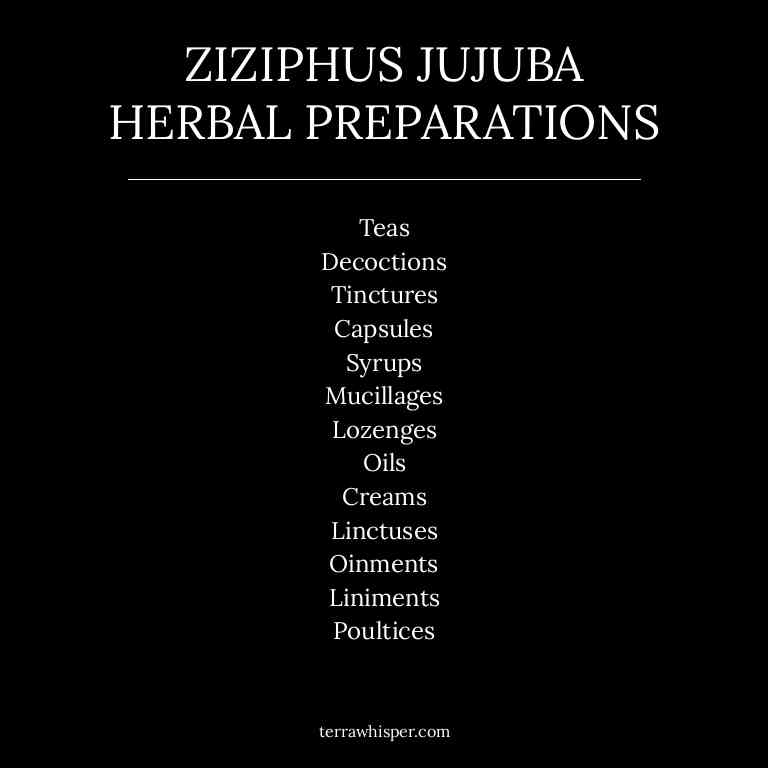 ZIZIPHUS JUJUBA
HERBAL PREPARATIONS
Teas
Decoctions
Tinctures
Capsules
Syrups
Mucillages
Lozenges
Oils
Creams
Linctuses
Oinments
Liniments
Poultices
terrawhisper.com